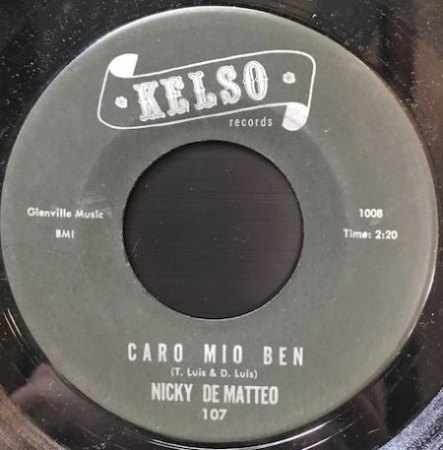 KELSO
records
Glenville Music
BMI
1008
Time: 2:20
CARO MIO BEN
(T. Luis & D. Luis)
NICKY DE MATTEO
107